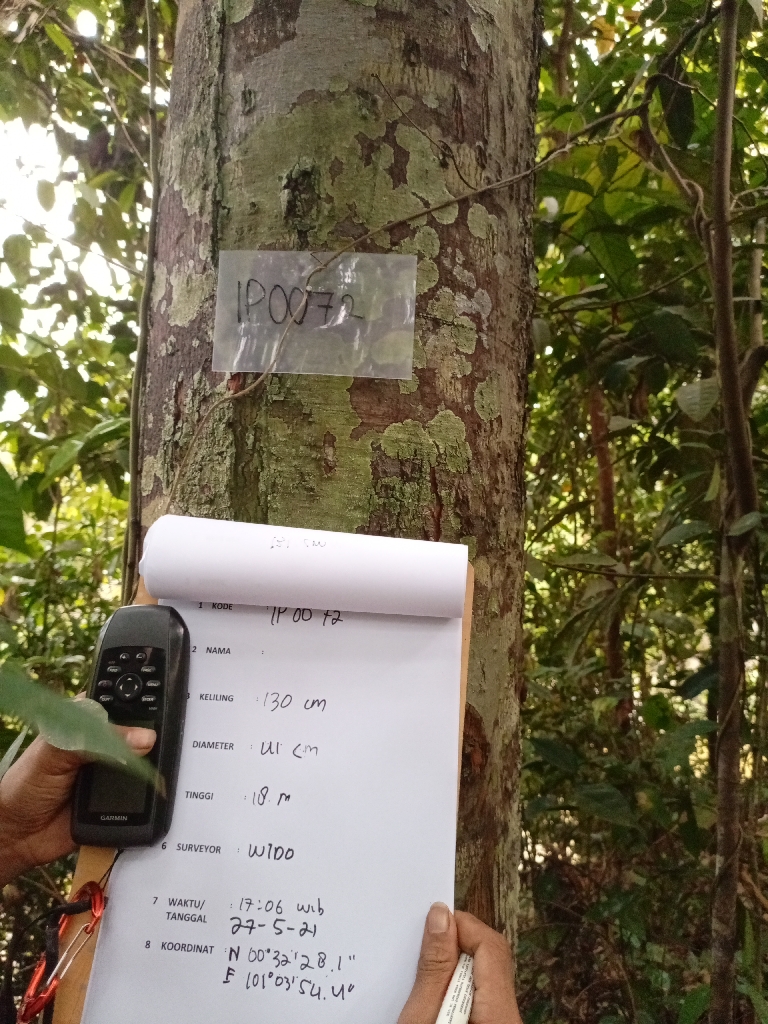 IP0072
1 KODE IP 00 72
2 NAMA :
KELILING : 130 cm
DIAMETER : 41 cm
TINGGI : 18 m
6 SURVEYOR : WIDO
7 WAKTU/ : 17:06 wib
TANGGAL 27-5-21
8 KOORDINAT : N 00°32'28.1"
E 101°03'54.4"
GARMIN